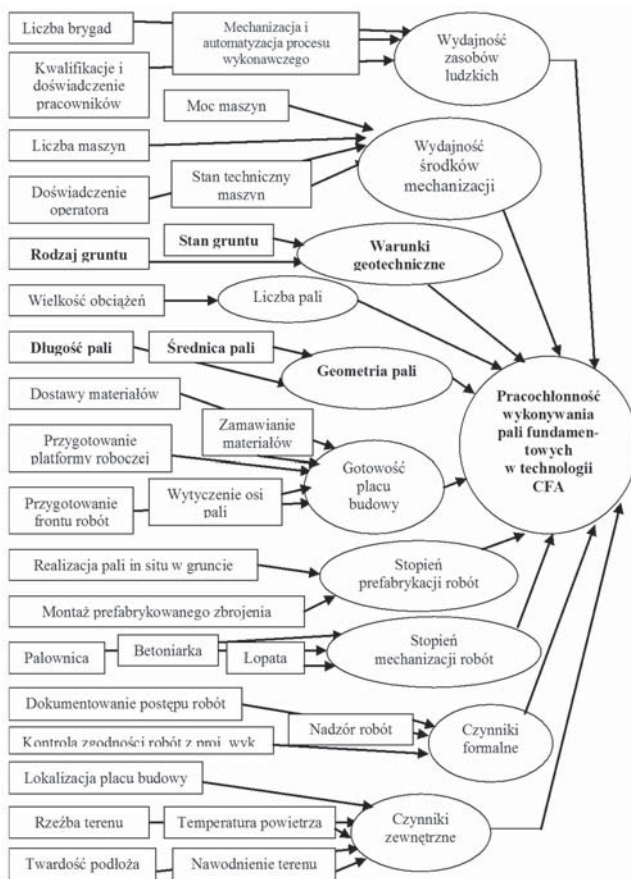 Liczba brygad
Mechanizacja i
automatyzacja procesu
wykonawczego
Wydajność
zasobów
ludzkich
Kwalifikacje i
doświadczenie
pracowników
Moc maszyn
Liczba maszyn
Wydajność
środków
mechanizacji
Stan techniczny
maszyn
Doświadczenie
operatora
Stan gruntu
Rodzaj gruntu
Warunki
geotechniczne
Wielkość obciążeń
Liczba pali
Długość pali
Średnica pali
Geometria pali
Pracochłonność
wykonywania
pali fundamen-
towych
w technologii
CFA
Dostawy materiałów
Zamawianie
materiałów
Przygotowanie
platformy roboczej
Gotowość
placu
budowy
Wytyczenie osi
pali
Przygotowanie
frontu robót
Realizacja pali in situ w gruncie
Stopień
prefabrykacji robót
Montaż prefabrykowanego zbrojenia
Palownica
Betoniarka
Łopata
Stopień
mechanizacji robót
Dokumentowanie postępu robót
Nadzór robót
Czynniki
formalne
Kontrola zgodności robót z proj. wyk.
Lokalizacja placu budowy
Rzeźba terenu
Temperatura powietrza
Czynniki
zewnętrzne
Twardość podłoża
Nawodnienie terenu